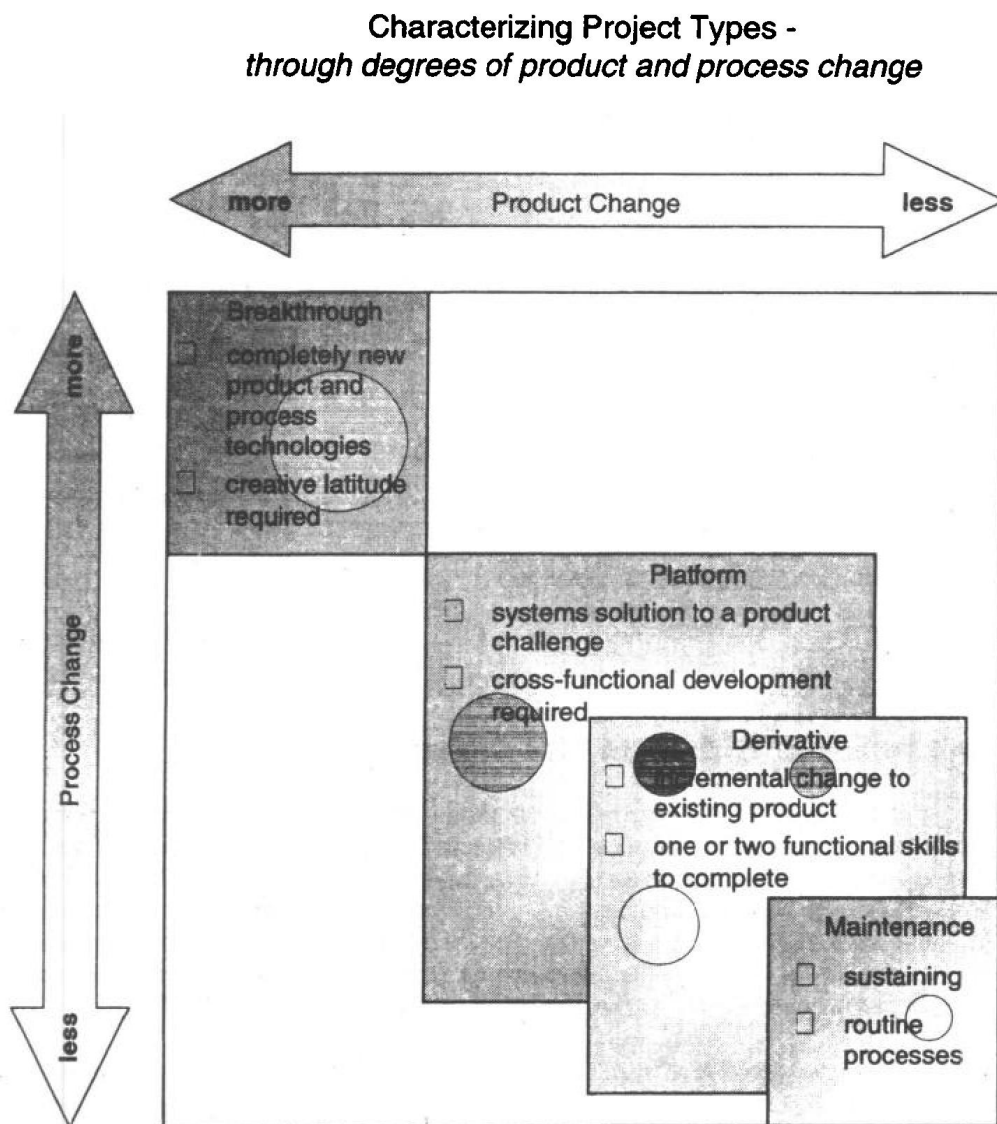 Characterizing Project Types -
through degrees of product and process change
more Product Change less
more
Process Change
less
Breakthrough
☐ completely new
product and
process
technologies
☐ creative latitude
required
Platform
☐ systems solution to a product
challenge
☐ cross-functional development
required
Derivative
☐ incremental change to
existing product
☐ one or two functional skills
to complete
Maintenance
☐ sustaining
☐ routine
processes